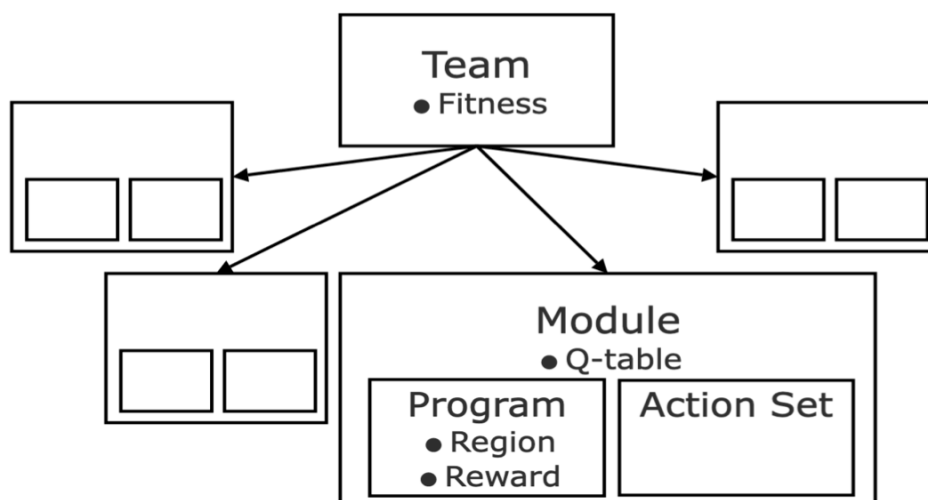 Team
● Fitness
Module
● Q-table
Program
● Region
● Reward
Action Set